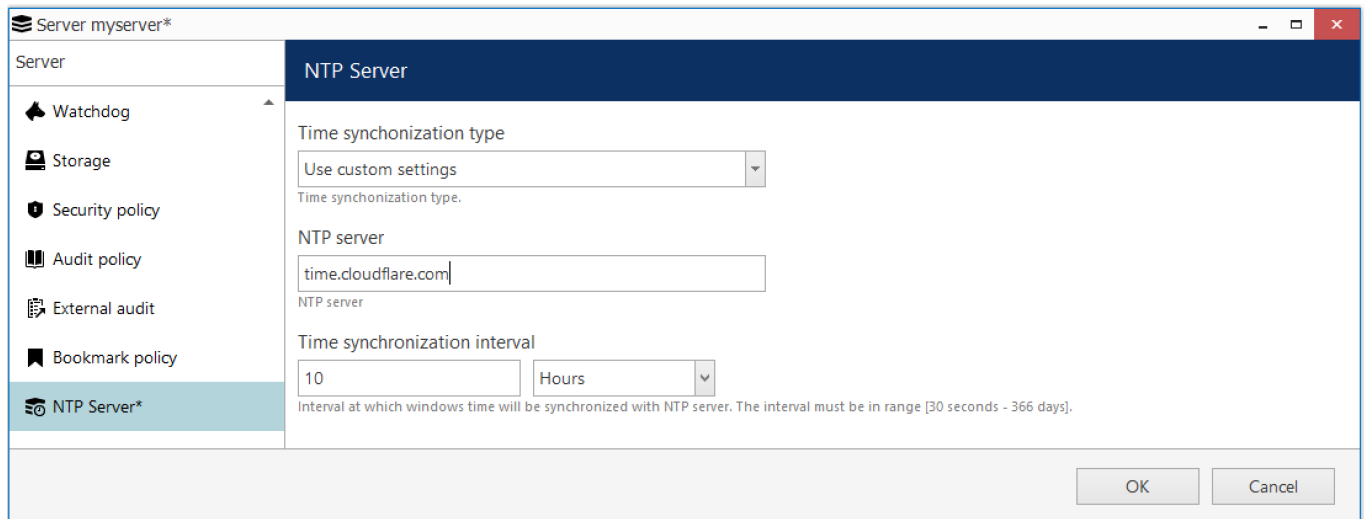 Server myserver*
Server
Watchdog
Storage
Security policy
Audit policy
External audit
Bookmark policy
NTP Server*
NTP Server
Time synchonization type
Use custom settings
Time synchonization type.
NTP server
time.cloudflare.com
NTP server
Time synchronization interval
10 Hours
Interval at which windows time will be synchronized with NTP server. The interval must be in range [30 seconds - 366 days].
OK Cancel